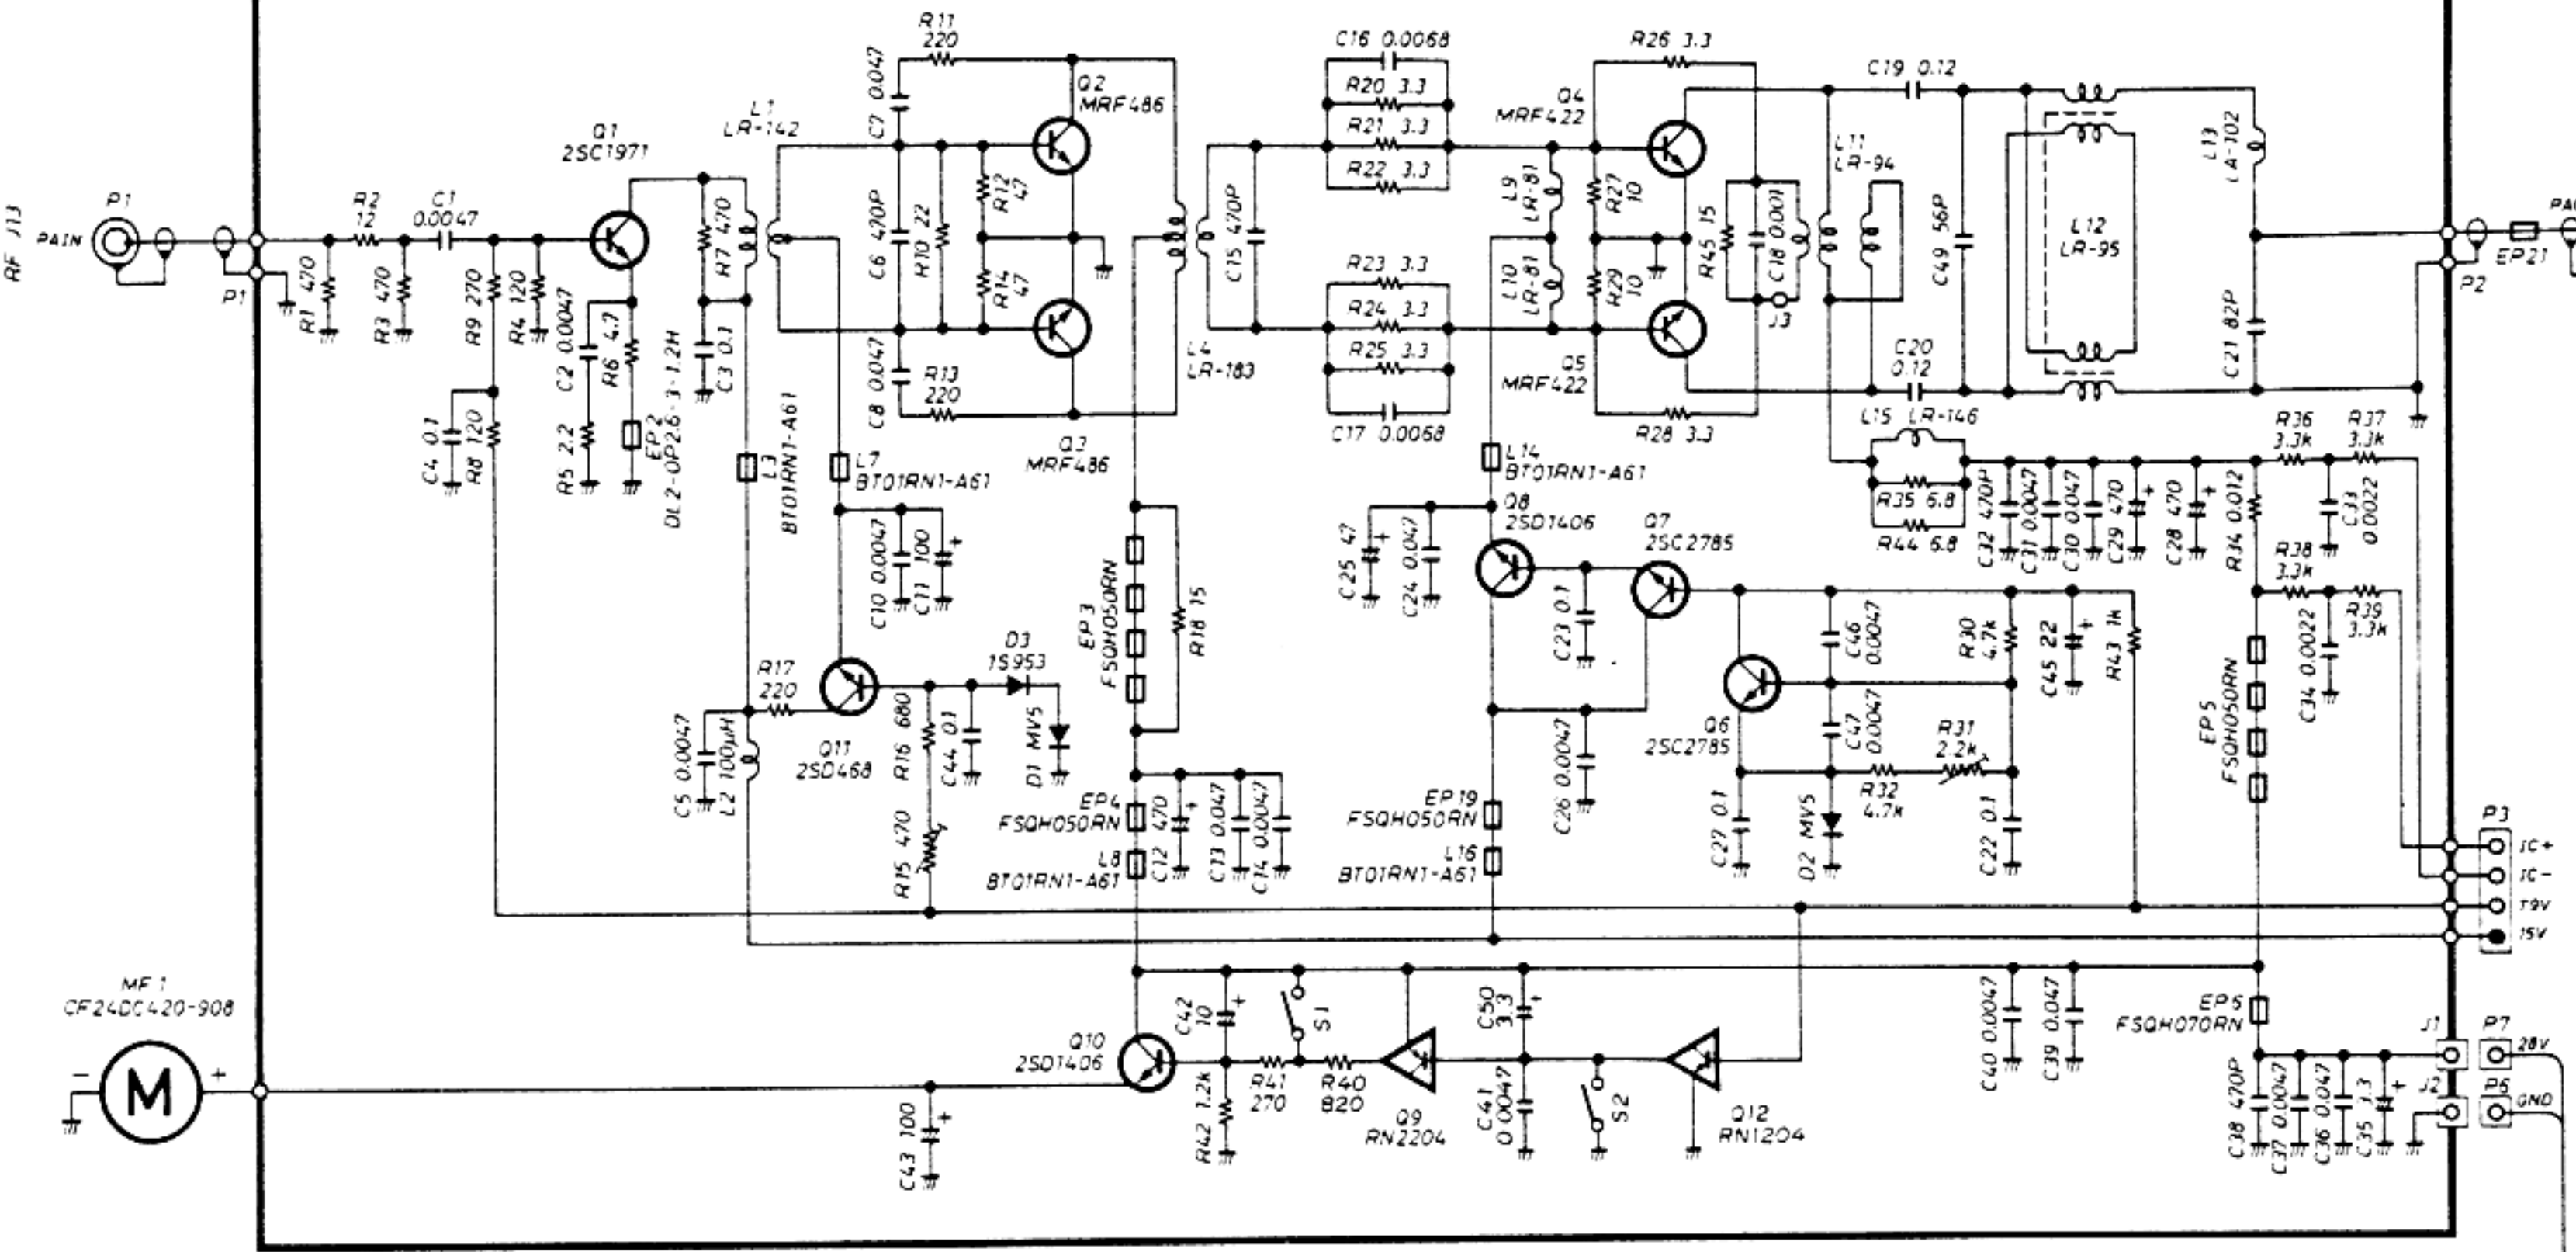 RF J13
PAIN
P1
P1
R1 470
R2
12
R3 470
C1
0.0047
R9 270
R4 120
C4 0.1
R8 120
Q1
2SC1971
C2 0.0047
R6 4.7
R5 2.2
EP2
DL2-OP2.6-3-1.2H
R7 470
C3 0.1
L1
LR-142
L3
BT01RN1-A61
L7
BT01RN1-A61
R11
220
C7 0.047
C6 470P
R10 22
R12
47
R14
47
C8 0.047
R13
220
Q2
MRF486
Q3
MRF486
L4
LR-183
C15 470P
C16 0.0068
R20 3.3
R21 3.3
R22 3.3
R23 3.3
R24 3.3
R25 3.3
C17 0.0068
L9
LR-81
L10
LR-81
Q4
MRF422
Q5
MRF422
R26 3.3
R27
10
R29
10
R28 3.3
R45 15
C18 0.001
J3
L11
LR-94
C19 0.12
C20
0.12
C49 56P
L12
LR-95
L13
LA-102
C21 82P
P2
EP21
PA
L15 LR-146
R35 6.8
R44 6.8
C32 470P
C31 0.0047
C30 0.047
C29 470
+
C28 470
+
R34 0.012
R36
3.3k
R37
3.3k
C33
0.0022
R38
3.3k
R39
3.3k
C34 0.0022
EP5
FSQH050RN
C10 0.0047
C11 100
+
R17
220
C5 0.0047
L2 100µH
Q11
2SD468
R16 680
C44 0.1
D3
1S953
D1 MV5
R15 470
EP3
FSQH050RN
R18 15
EP4
FSQH050RN
L8
BT01RN1-A61
C12 470
+
C13 0.047
C14 0.0047
L14
BT01RN1-A61
C25 47
+
C24 0.047
Q8
2SD1406
Q7
2SC2785
C23 0.1
C26 0.0047
EP19
FSQH050RN
L16
BT01RN1-A61
Q6
2SC2785
C46
0.0047
C47
0.0047
R30
4.7k
C45 22
+
R43 1k
R31
2.2k
R32
4.7k
C27 0.1
D2 MV5
C22 0.1
P3
IC+
IC-
T9V
15V
MF1
CF24DC420-908
-
M
+
C43 100
+
Q10
2SD1406
C42
10
+
R42 1.2k
R41
270
S1
R40
820
Q9
RN2204
C50
3.3
+
C41
0.0047
S2
Q12
RN1204
C40 0.0047
C39 0.047
EP6
FSQH070RN
C38 470P
C37 0.0047
C36 0.047
C35 3.3
+
J1
P7
28V
J2
P6
GND